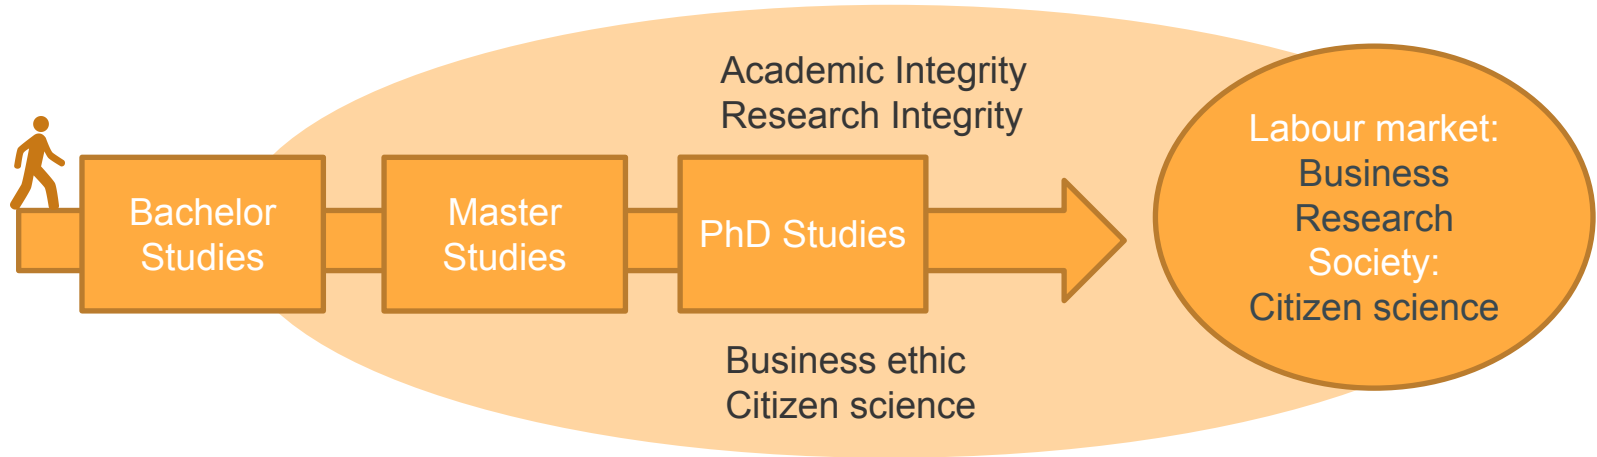 Academic Integrity
Research Integrity
Bachelor
Studies
Master
Studies
PhD Studies
Business ethic
Citizen science
Labour market:
Business
Research
Society:
Citizen science